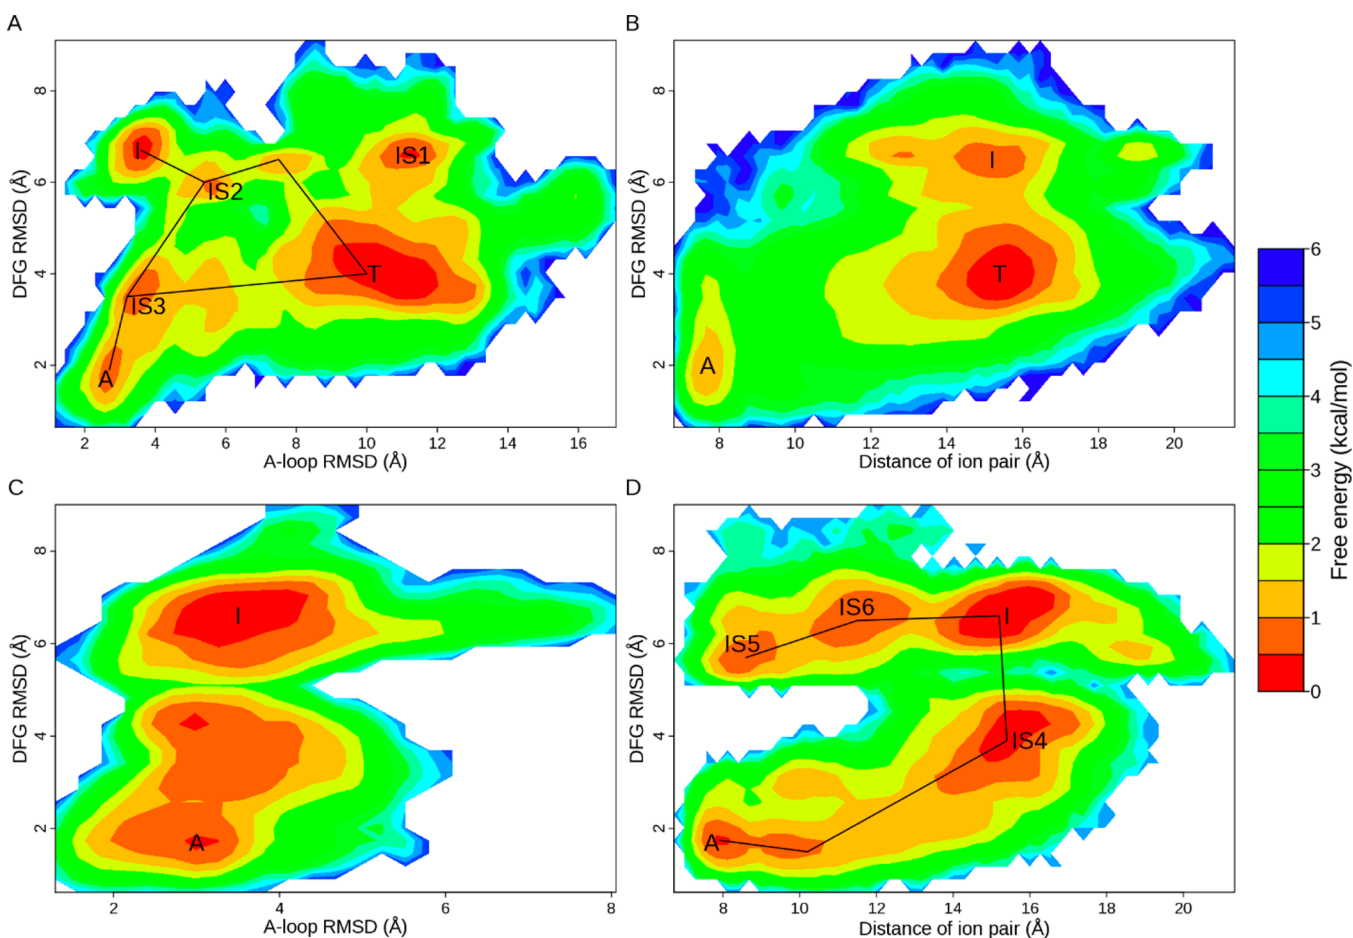 A
B
DFG RMSD (Å)
8
6
4
2
I
IS1
IS2
T
IS3
A
2
4
6
8
10
12
14
16
A-loop RMSD (Å)
DFG RMSD (Å)
8
6
4
2
I
T
A
8
10
12
14
16
18
20
Distance of ion pair (Å)
6
5
4
3
2
1
0
Free energy (kcal/mol)
C
D
DFG RMSD (Å)
8
6
4
2
I
A
2
4
6
8
A-loop RMSD (Å)
DFG RMSD (Å)
8
6
4
2
IS6
I
IS5
IS4
A
8
10
12
14
16
18
20
Distance of ion pair (Å)